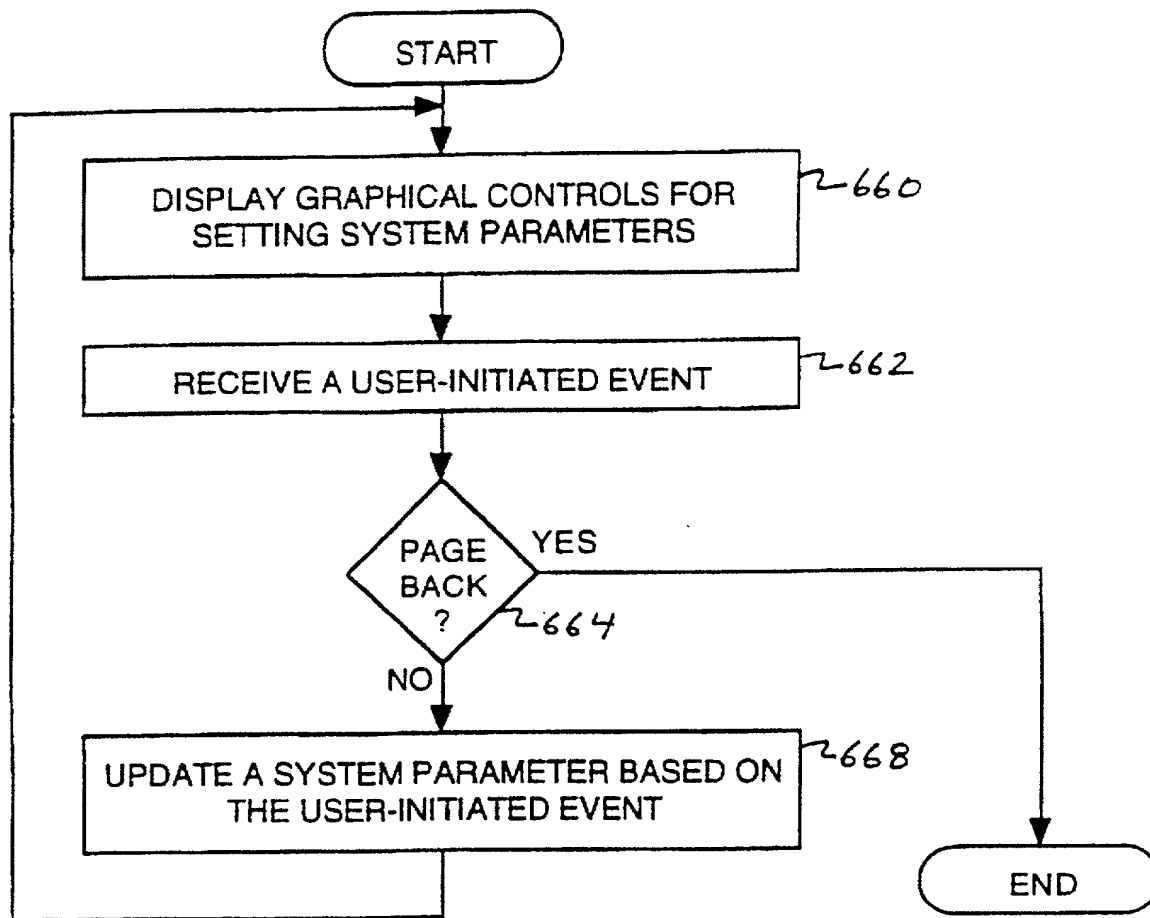 START
DISPLAY GRAPHICAL CONTROLS FOR
SETTING SYSTEM PARAMETERS
660
RECEIVE A USER-INITIATED EVENT
662
PAGE
BACK
?
YES
664
NO
UPDATE A SYSTEM PARAMETER BASED ON
THE USER-INITIATED EVENT
668
END